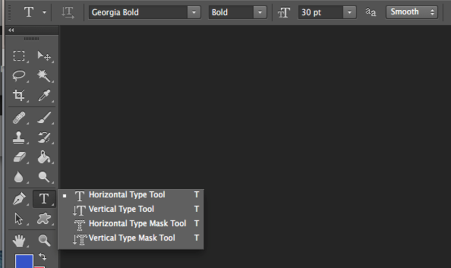 T Georgia Bold Bold T 30 pt aa Smooth
T
Horizontal Type Tool T
Vertical Type Tool T
Horizontal Type Mask Tool T
Vertical Type Mask Tool T